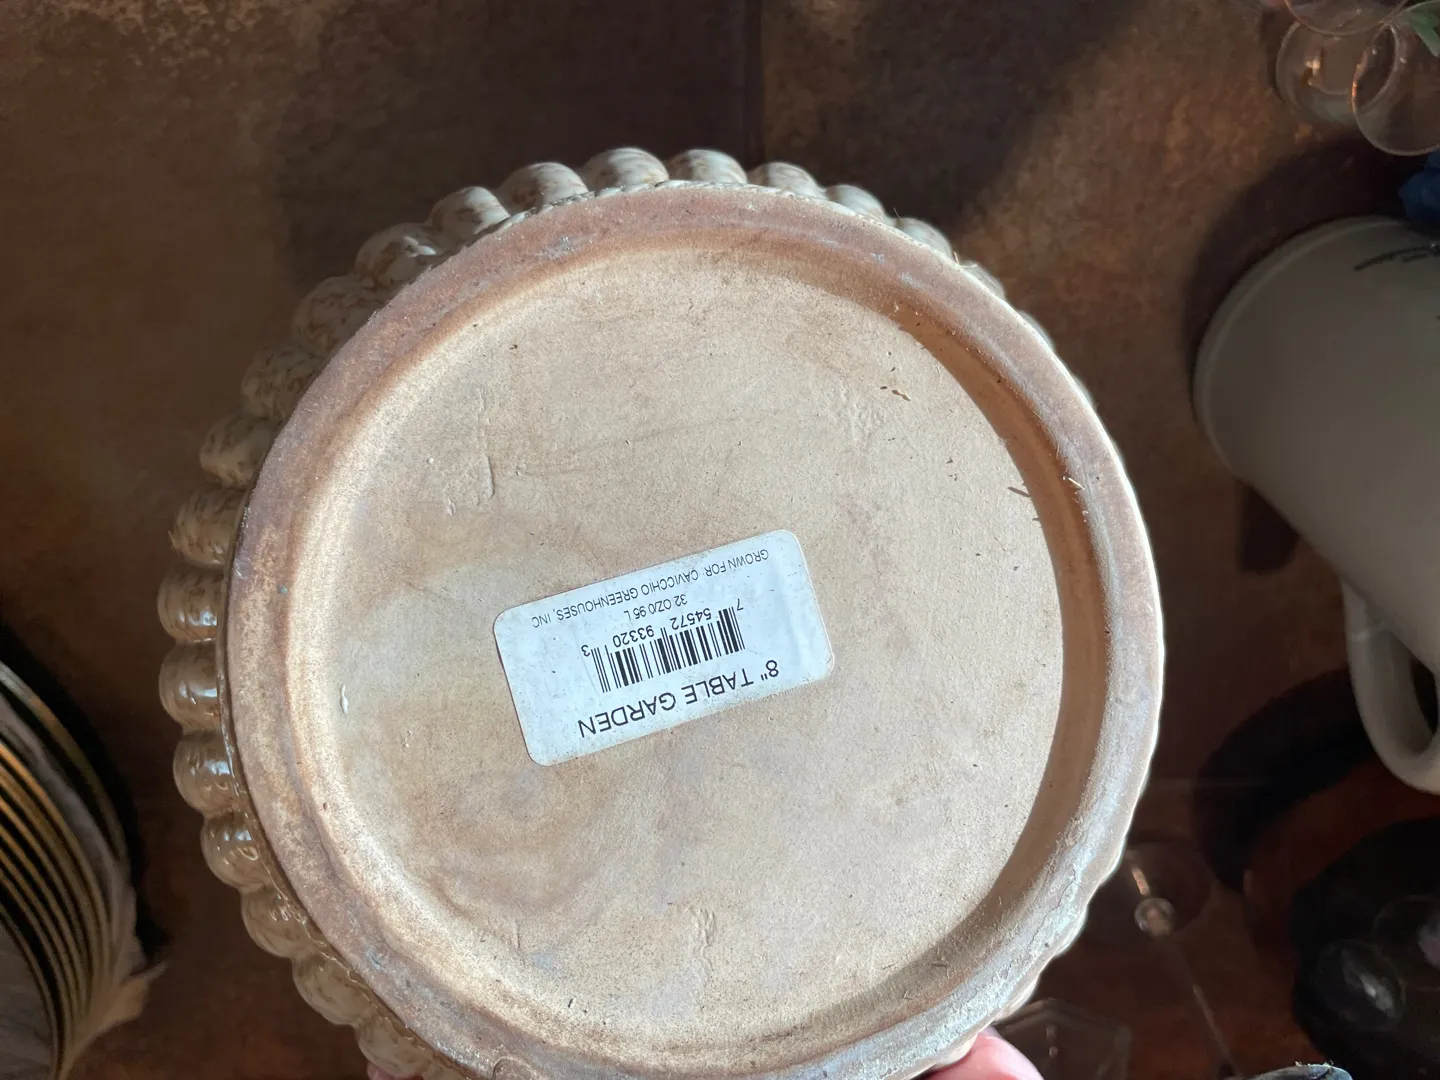 8" TABLE GARDEN
7 54572 93320 3
32 OZ/0.95 L
GROWN FOR: CAVICCHIO GREENHOUSES, INC